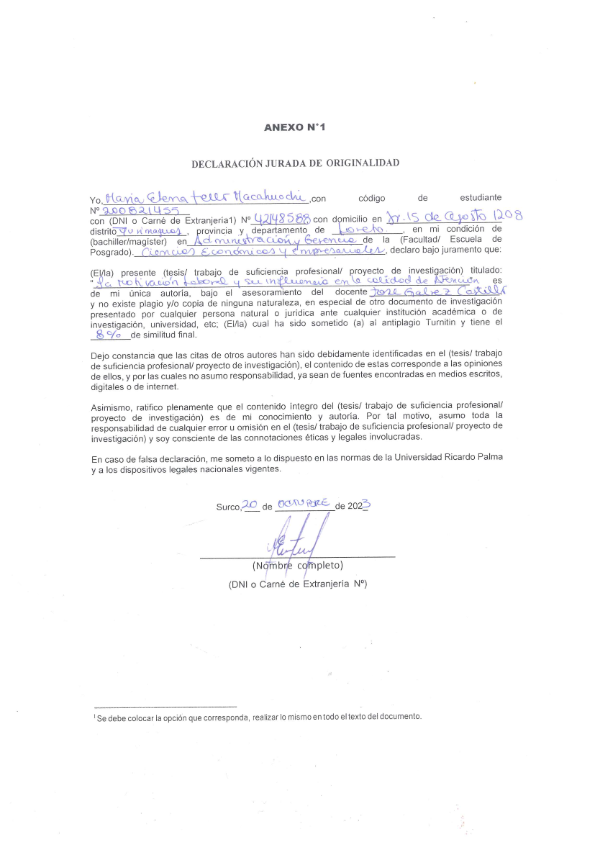 ANEXO N°1
DECLARACIÓN JURADA DE ORIGINALIDAD
Yo, Maria Elena Tello Macahuachi, con código de estudiante
N° 200821455
con (DNI o Carné de Extranjería1) N° 42148588 con domicilio en Jr. 15 de Agosto 1208
distrito Yurimaguas, provincia y departamento de Loreto, en mi condición de
(bachiller/magíster) en Administración y Gerencia de la (Facultad/ Escuela de
Posgrado). Ciencias Económicas y Empresariales, declaro bajo juramento que:
(El/la) presente (tesis/ trabajo de suficiencia profesional/ proyecto de investigación) titulado:
"La motivación laboral y su influencia en la calidad de Atención es
de mi única autoría, bajo el asesoramiento del docente Jose Galvez Castillo
y no existe plagio y/o copia de ninguna naturaleza, en especial de otro documento de investigación
presentado por cualquier persona natural o jurídica ante cualquier institución académica o de
investigación, universidad, etc; (El/la) cual ha sido sometido (a) al antiplagio Turnitin y tiene el
8% de similitud final.
Dejo constancia que las citas de otros autores han sido debidamente identificadas en el (tesis/ trabajo
de suficiencia profesional/ proyecto de investigación), el contenido de estas corresponde a las opiniones
de ellos, y por las cuales no asumo responsabilidad, ya sean de fuentes encontradas en medios escritos,
digitales o de internet.
Asimismo, ratifico plenamente que el contenido íntegro del (tesis/ trabajo de suficiencia profesional/
proyecto de investigación) es de mi conocimiento y autoría. Por tal motivo, asumo toda la
responsabilidad de cualquier error u omisión en el (tesis/ trabajo de suficiencia profesional/ proyecto de
investigación) y soy consciente de las connotaciones éticas y legales involucradas.
En caso de falsa declaración, me someto a lo dispuesto en las normas de la Universidad Ricardo Palma
y a los dispositivos legales nacionales vigentes.
Surco, 20 de OCTUBRE de 2023
(Nombre completo)
(DNI o Carné de Extranjería Nº)
1 Se debe colocar la opción que corresponda, realizar lo mismo en todo el texto del documento.